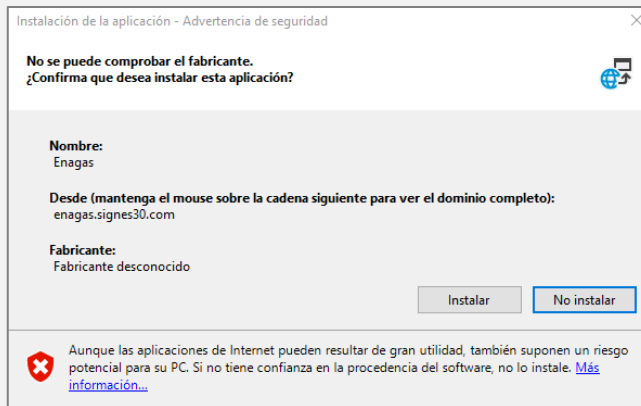 Instalación de la aplicación - Advertencia de seguridad
No se puede comprobar el fabricante.
¿Confirma que desea instalar esta aplicación?
Nombre:
Enagas
Desde (mantenga el mouse sobre la cadena siguiente para ver el dominio completo):
enagas.signes30.com
Fabricante:
Fabricante desconocido
Instalar
No instalar
Aunque las aplicaciones de Internet pueden resultar de gran utilidad, también suponen un riesgo
potencial para su PC. Si no tiene confianza en la procedencia del software, no lo instale. Más
información...